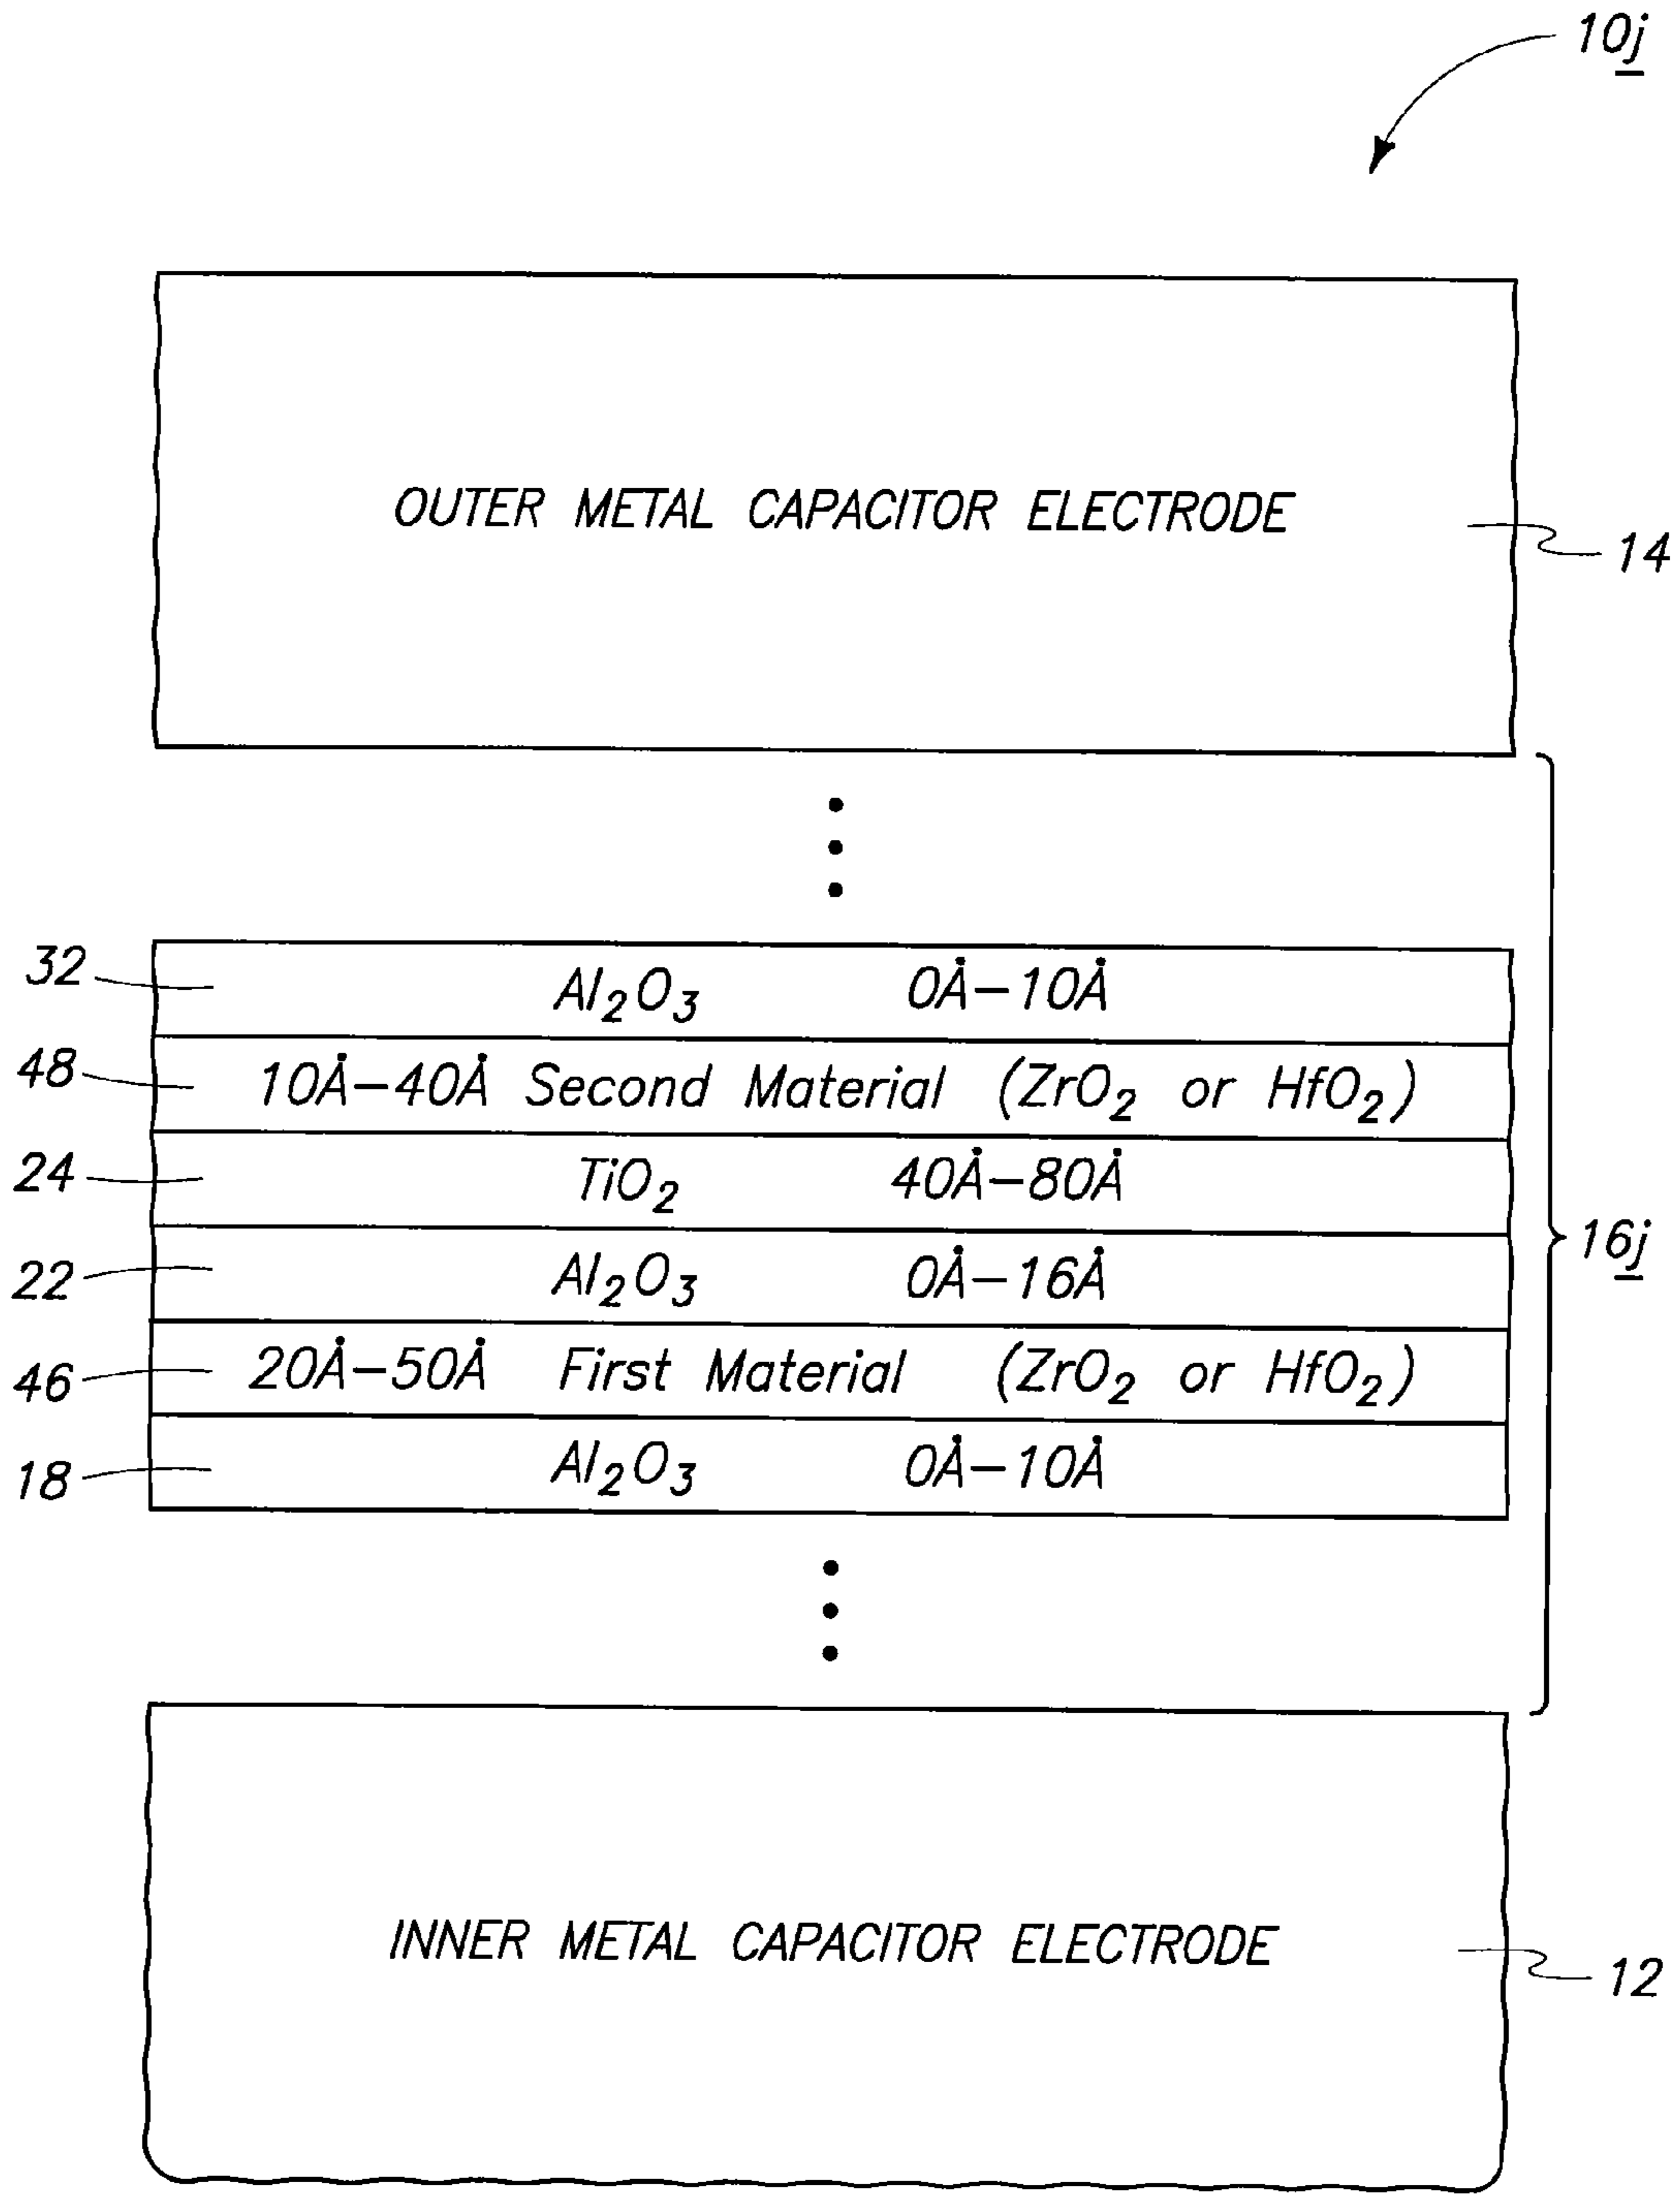 10j
OUTER METAL CAPACITOR ELECTRODE
14
32
Al₂O₃ 0Å–10Å
48
10Å–40Å Second Material (ZrO₂ or HfO₂)
24
TiO₂ 40Å–80Å
16j
22
Al₂O₃ 0Å–16Å
46
20Å–50Å First Material (ZrO₂ or HfO₂)
18
Al₂O₃ 0Å–10Å
INNER METAL CAPACITOR ELECTRODE
12